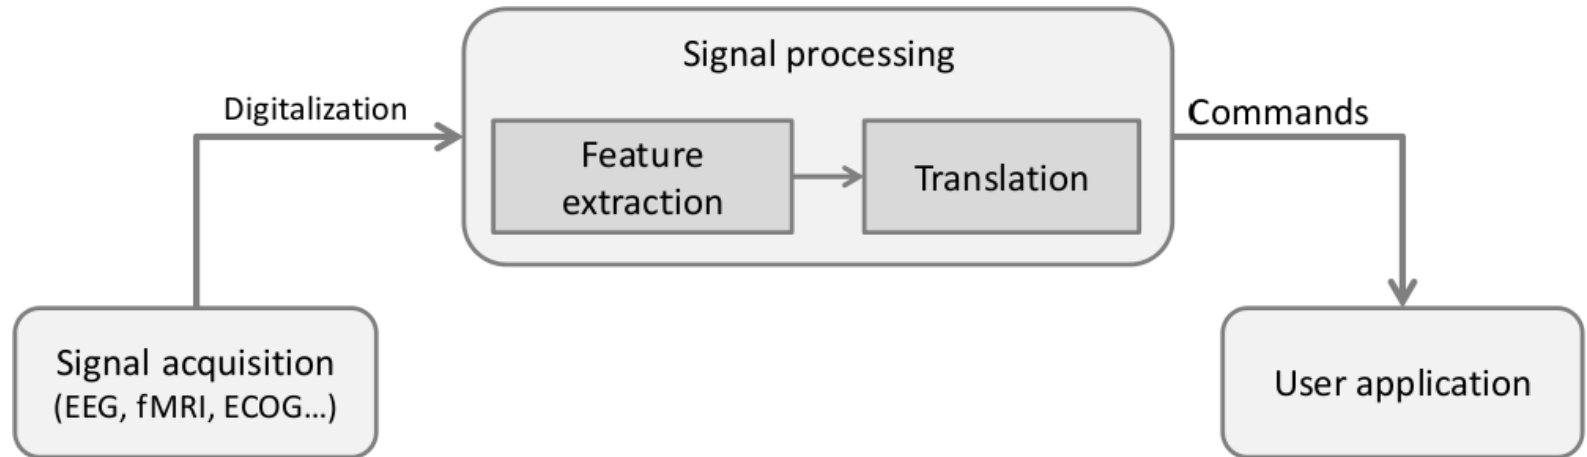 Signal processing
Digitalization
Commands
Feature
extraction
Translation
Signal acquisition
(EEG, fMRI, ECOG...)
User application